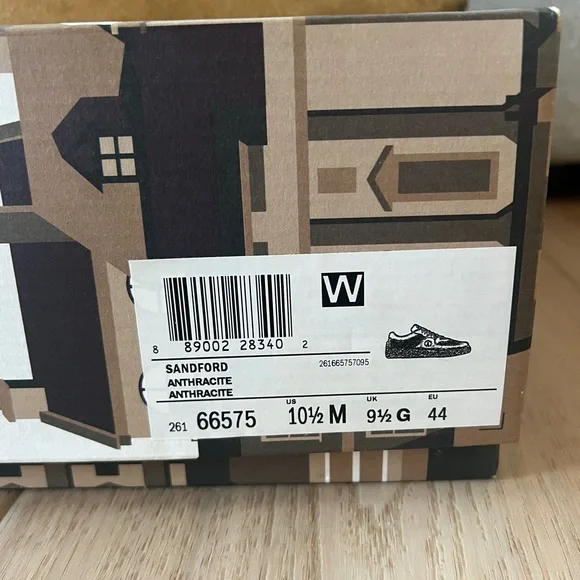 W
8 89002 28340 2
261665757095
SANDFORD
ANTHRACITE
ANTHRACITE
US UK EU
261 66575 10½ M 9½ G 44